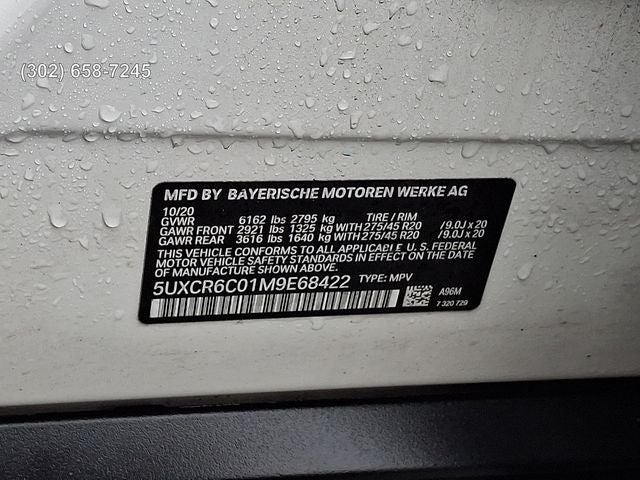 (302) 658-7245
MFD BY BAYERISCHE MOTOREN WERKE AG
10/20
GVWR 6162 lbs 2795 kg TIRE / RIM
GAWR FRONT 2921 lbs 1325 kg WITH 275/45 R20 / 9.0J x 20
GAWR REAR 3616 lbs 1640 kg WITH 275/45 R20 / 9.0J x 20
THIS VEHICLE CONFORMS TO ALL APPLICABLE U.S. FEDERAL
MOTOR VEHICLE SAFETY STANDARDS IN EFFECT ON THE
DATE OF MANUFACTURE SHOWN ABOVE.
5UXCR6C01M9E68422 TYPE: MPV
A96M
7 320 729